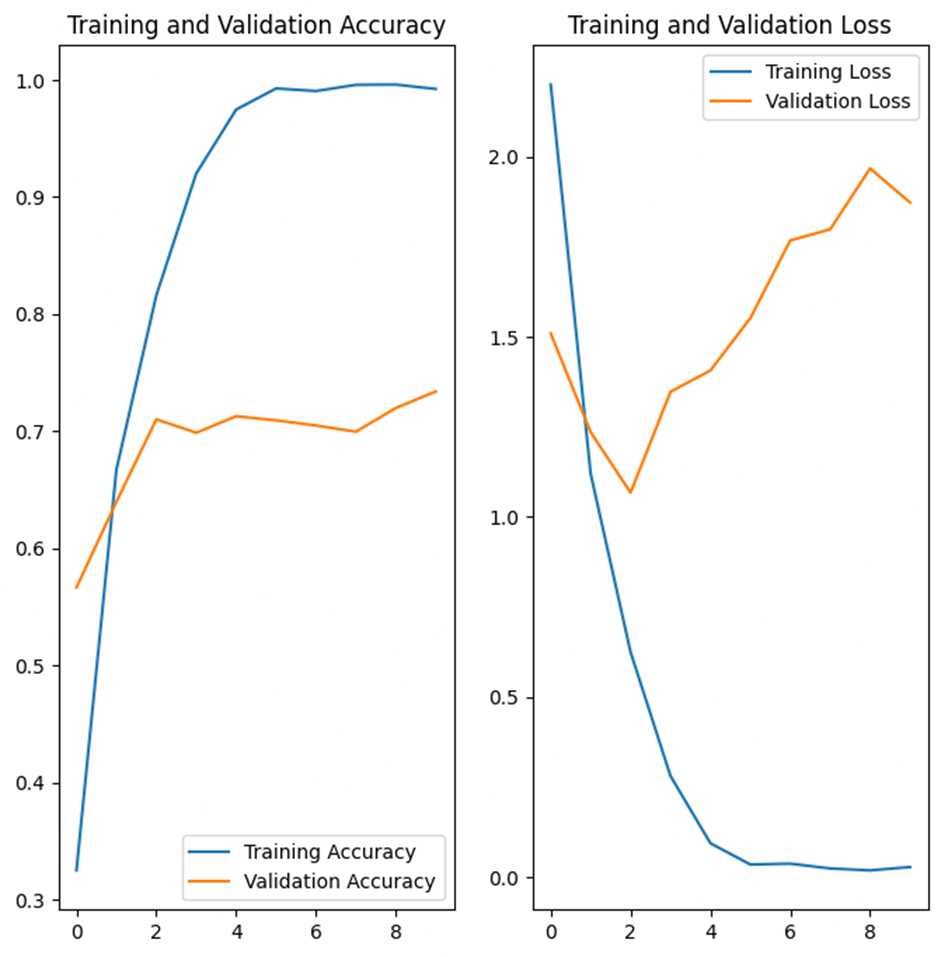 Training and Validation Accuracy
1.0
0.9
0.8
0.7
0.6
0.5
0.4
0.3
Training Accuracy
Validation Accuracy
0 2 4 6 8
Training and Validation Loss
Training Loss
Validation Loss
2.0
1.5
1.0
0.5
0.0
0 2 4 6 8